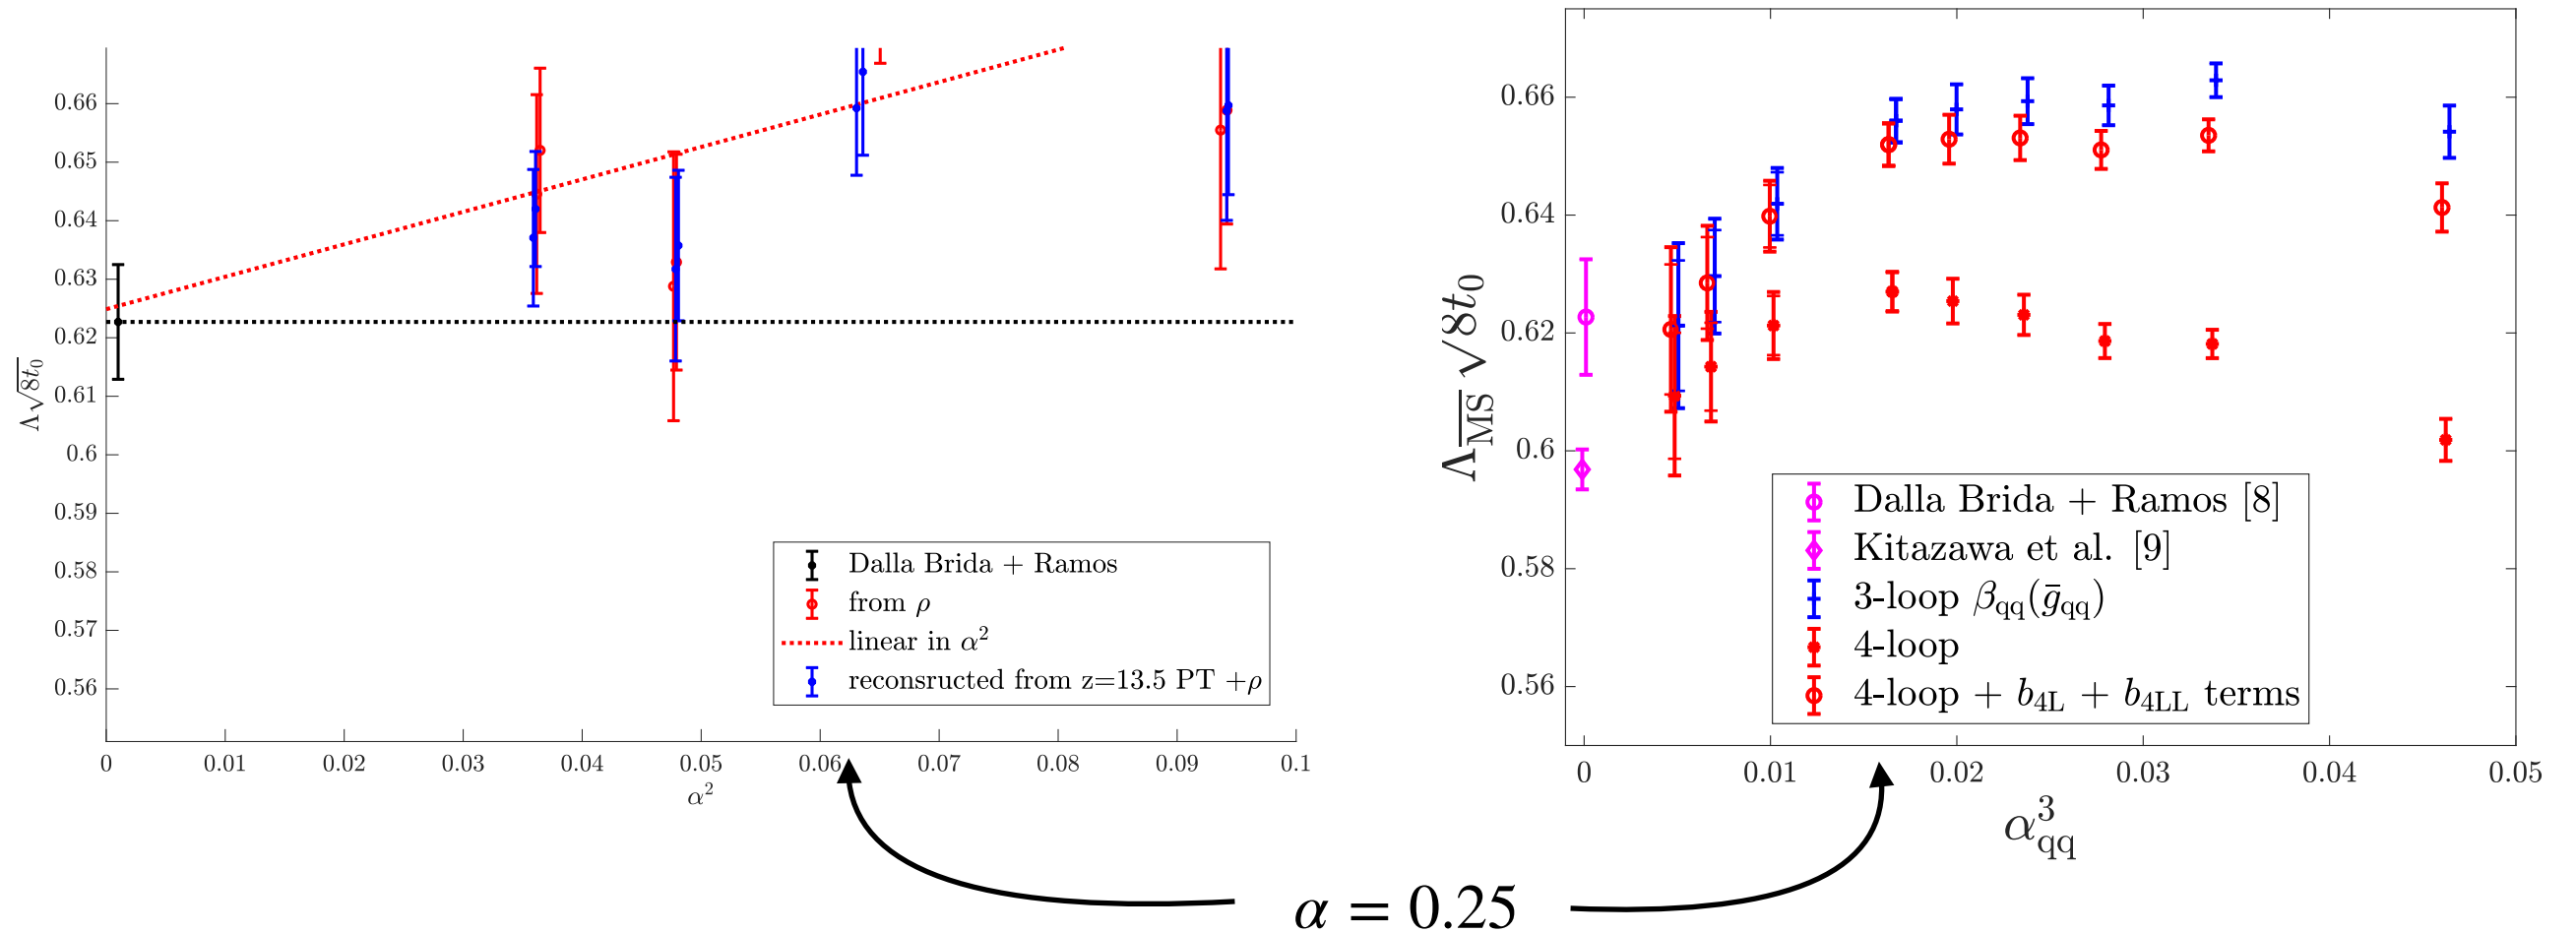 0.66
0.65
0.64
0.63
0.62
0.61
0.6
0.59
0.58
0.57
0.56
Λ√8t₀
0 0.01 0.02 0.03 0.04 0.05 0.06 0.07 0.08 0.09 0.1
α²
Dalla Brida + Ramos
from ρ
linear in α²
reconsructed from z=13.5 PT +ρ
0.66
0.64
0.62
0.6
0.58
0.56
Λ_{\overline{MS}} √8t₀
0 0.01 0.02 0.03 0.04 0.05
α³_qq
Dalla Brida + Ramos [8]
Kitazawa et al. [9]
3-loop β_qq(ḡ_qq)
4-loop
4-loop + b_4L + b_4LL terms
α = 0.25